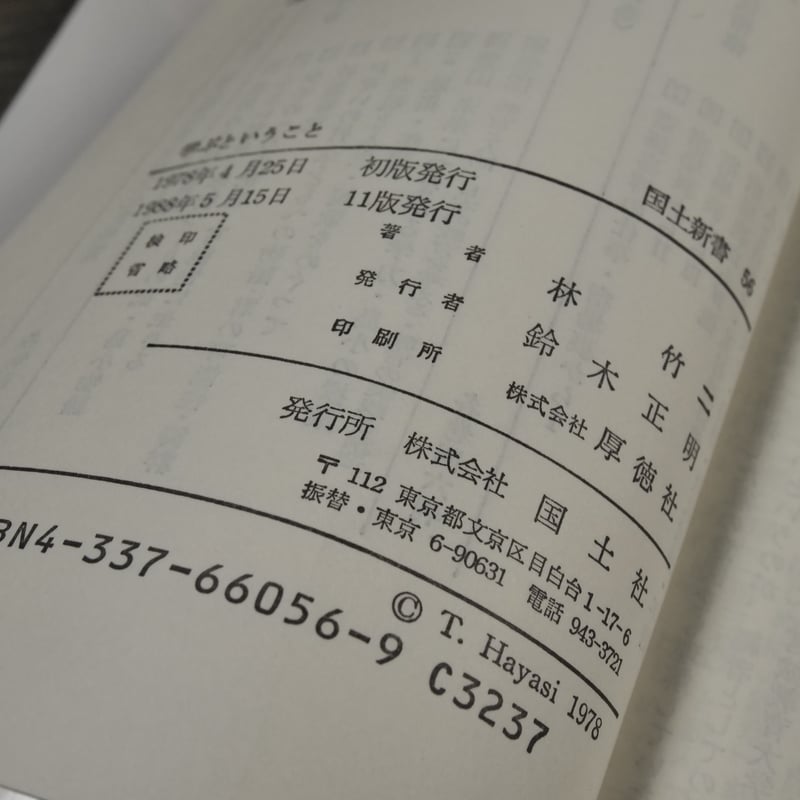 学ぶということ 国土新書 56
1978年4月25日 初版発行
1988年5月15日 11版発行
検印
省略
著者 林竹二
発行者 鈴木正明
印刷所 株式会社 厚徳社
発行所 株式会社 国土社
〒112 東京都文京区目白台1-17-6
振替・東京 6-90631 電話 943-3721
© T. Hayasi 1978
BN4-337-66056-9 C3237